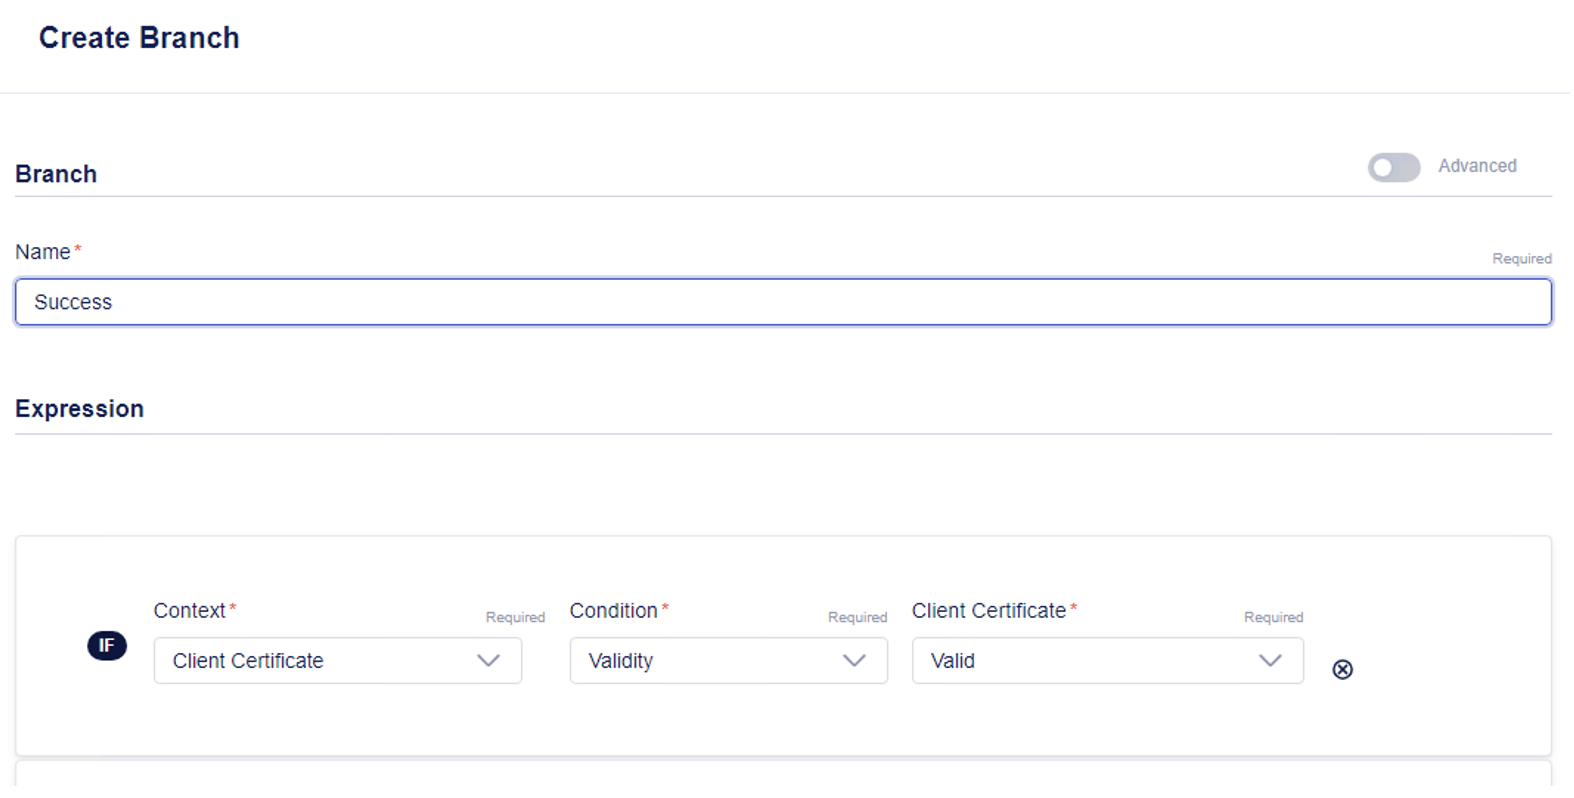 Create Branch
Branch
Advanced
Name*
Required
Success
Expression
IF
Context*
Required
Condition*
Required
Client Certificate*
Required
Client Certificate
Validity
Valid